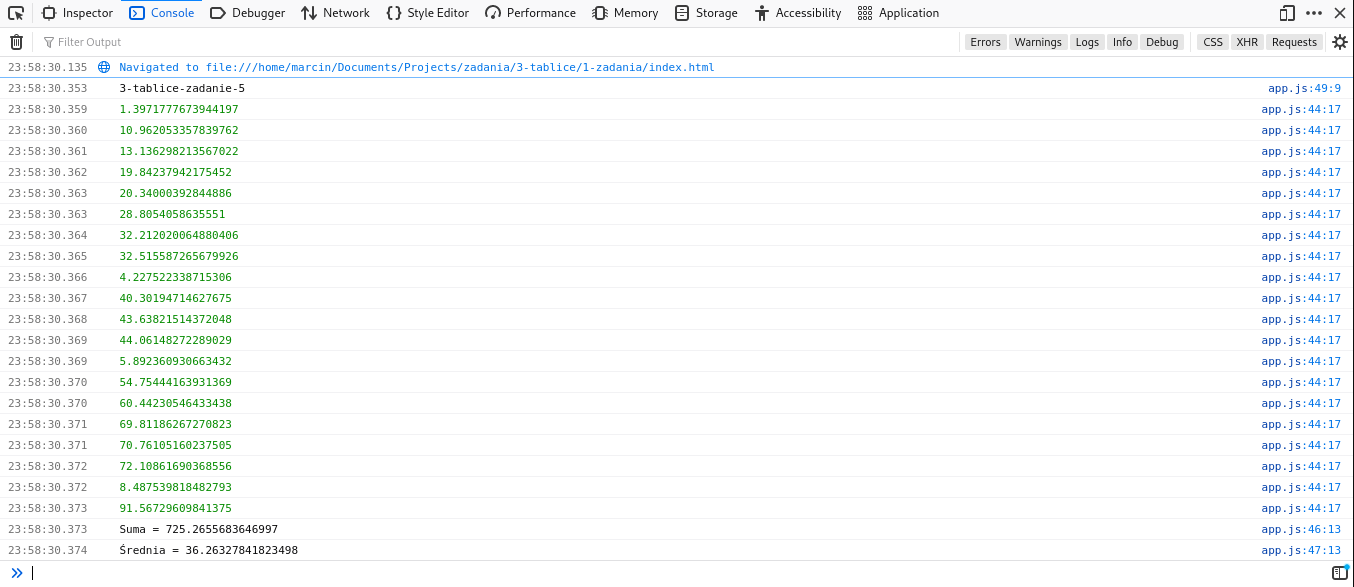 Inspector Console Debugger Network Style Editor Performance Memory Storage Accessibility Application
Filter Output Errors Warnings Logs Info Debug CSS XHR Requests
23:58:30.135 Navigated to file:///home/marcin/Documents/Projects/zadania/3-tablice/1-zadania/index.html
23:58:30.353 3-tablice-zadanie-5 app.js:49:9
23:58:30.359 1.3971777673944197 app.js:44:17
23:58:30.360 10.962053357839762 app.js:44:17
23:58:30.361 13.136298213567022 app.js:44:17
23:58:30.362 19.84237942175452 app.js:44:17
23:58:30.363 20.34000392844886 app.js:44:17
23:58:30.363 28.8054058635551 app.js:44:17
23:58:30.364 32.212020064880406 app.js:44:17
23:58:30.365 32.515587265679926 app.js:44:17
23:58:30.366 4.227522338715306 app.js:44:17
23:58:30.367 40.30194714627675 app.js:44:17
23:58:30.368 43.63821514372048 app.js:44:17
23:58:30.369 44.06148272289029 app.js:44:17
23:58:30.369 5.892360930663432 app.js:44:17
23:58:30.370 54.75444163931369 app.js:44:17
23:58:30.370 60.44230546433438 app.js:44:17
23:58:30.371 69.81186267270823 app.js:44:17
23:58:30.371 70.76105160237505 app.js:44:17
23:58:30.372 72.10861690368556 app.js:44:17
23:58:30.372 8.487539818482793 app.js:44:17
23:58:30.373 91.56729609841375 app.js:44:17
23:58:30.373 Suma = 725.2655683646997 app.js:46:13
23:58:30.374 Średnia = 36.26327841823498 app.js:47:13